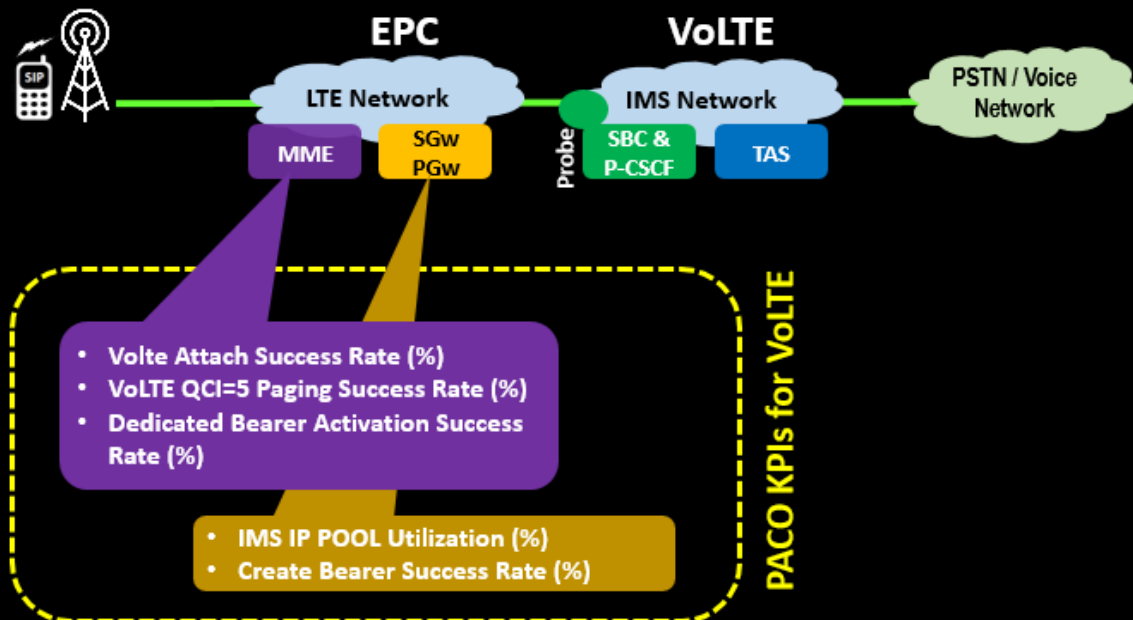 EPC
VoLTE
SIP
LTE Network
IMS Network
PSTN / Voice
Network
MME
SGw
PGw
Probe
SBC &
P-CSCF
TAS
PACO KPIs for VoLTE
• Volte Attach Success Rate (%)
• VoLTE QCI=5 Paging Success Rate (%)
• Dedicated Bearer Activation Success
Rate (%)
• IMS IP POOL Utilization (%)
• Create Bearer Success Rate (%)